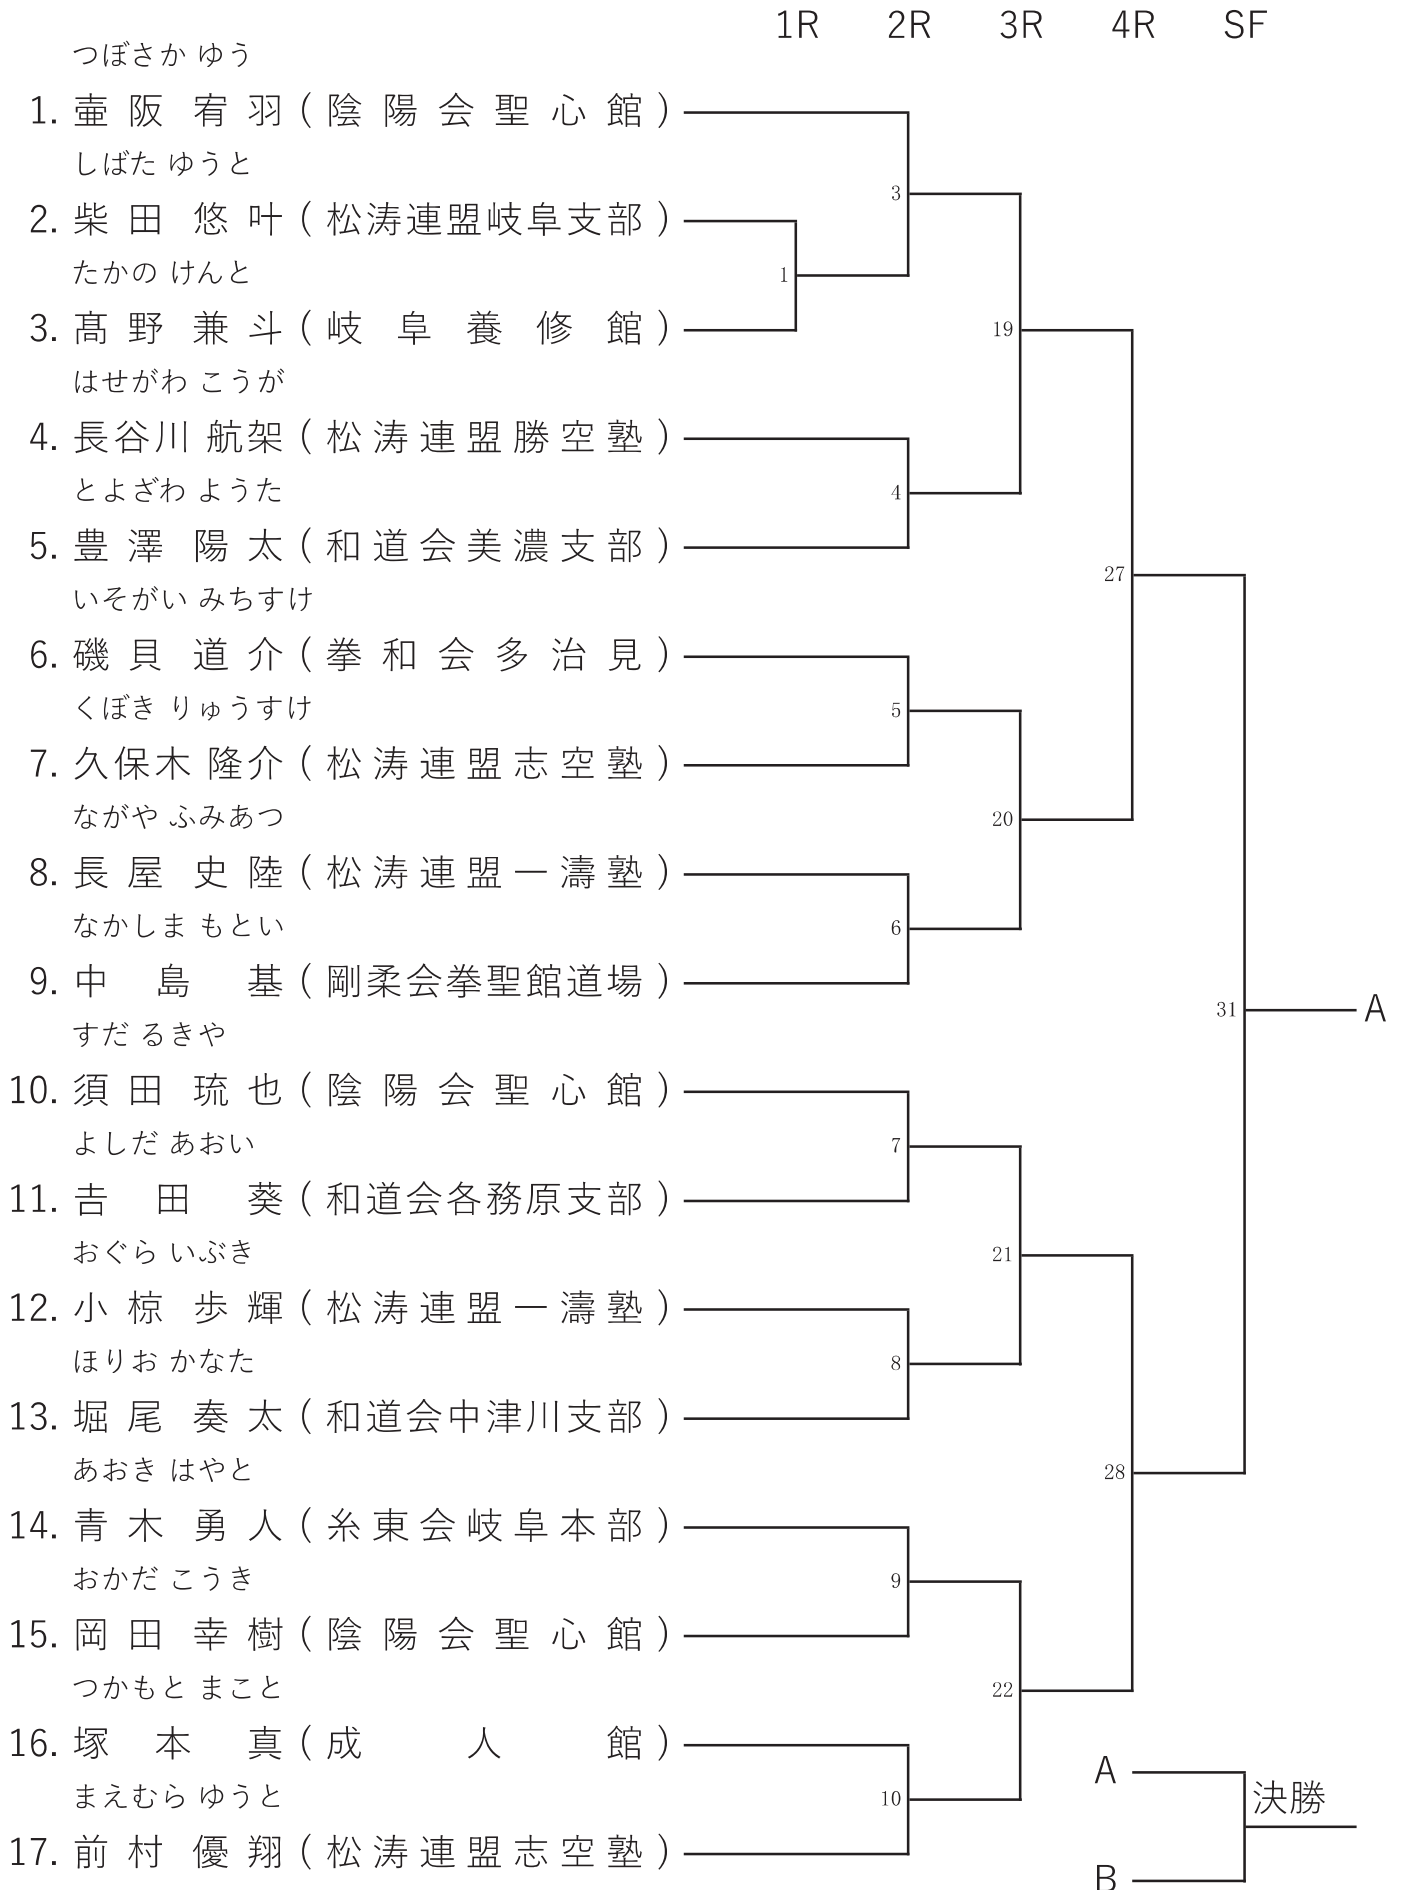 1R 2R 3R 4R SF
つぼさか ゆう
1. 壷阪 宥羽(陰陽会聖心館)
しばた ゆうと
2. 柴田 悠叶(松涛連盟岐阜支部)
3
たかの けんと
1
3. 髙野 兼斗(岐阜養修館)
19
はせがわ こうが
4. 長谷川 航架(松涛連盟勝空塾)
とよざわ ようた
4
5. 豊澤 陽太(和道会美濃支部)
27
いそがい みちすけ
6. 磯貝 道介(拳和会多治見)
くぼき りゅうすけ
5
7. 久保木 隆介(松涛連盟志空塾)
ながや ふみあつ
20
8. 長屋 史陸(松涛連盟一濤塾)
なかしま もとい
6
9. 中島 基(剛柔会拳聖館道場)
31 A
すだ るきや
10. 須田 琉也(陰陽会聖心館)
よしだ あおい
7
11. 𠮷田 葵(和道会各務原支部)
おぐら いぶき
21
12. 小椋 歩輝(松涛連盟一濤塾)
ほりお かなた
8
13. 堀尾 奏太(和道会中津川支部)
あおき はやと
28
14. 青木 勇人(糸東会岐阜本部)
おかだ こうき
9
15. 岡田 幸樹(陰陽会聖心館)
つかもと まこと
22
16. 塚本 真(成人館)
A
まえむら ゆうと
10
決勝
17. 前村 優翔(松涛連盟志空塾)
B